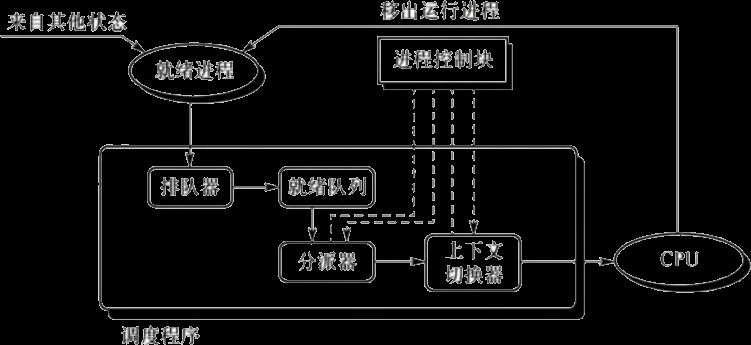 移出运行进程
来自其他状态
就绪进程
进程控制块
排队器
就绪队列
分派器
上下文
切换器
CPU
调度程序